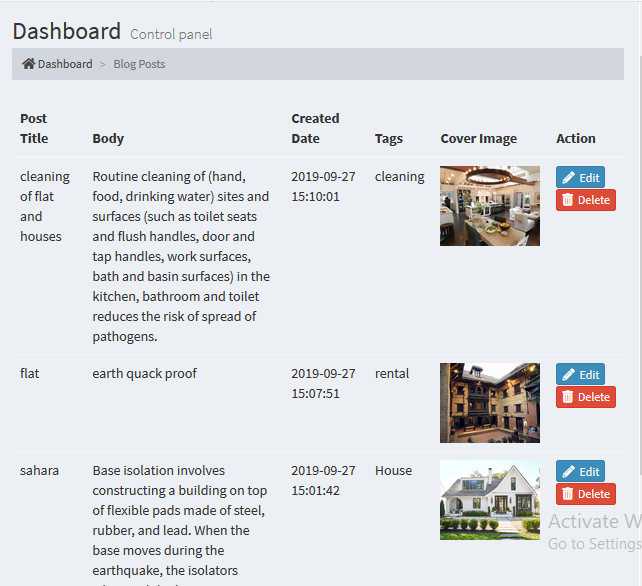 Dashboard Control panel
Dashboard > Blog Posts
Post Title Body Created Date Tags Cover Image Action
cleaning of flat and houses
Routine cleaning of (hand,
food, drinking water) sites and
surfaces (such as toilet seats
and flush handles, door and
tap handles, work surfaces,
bath and basin surfaces) in the
kitchen, bathroom and toilet
reduces the risk of spread of
pathogens.
2019-09-27
15:10:01
cleaning
Edit
Delete
flat
earth quack proof
2019-09-27
15:07:51
rental
Edit
Delete
sahara
Base isolation involves
constructing a building on top
of flexible pads made of steel,
rubber, and lead. When the
base moves during the
earthquake, the isolators
2019-09-27
15:01:42
House
Edit
Delete
Activate W
Go to Settings